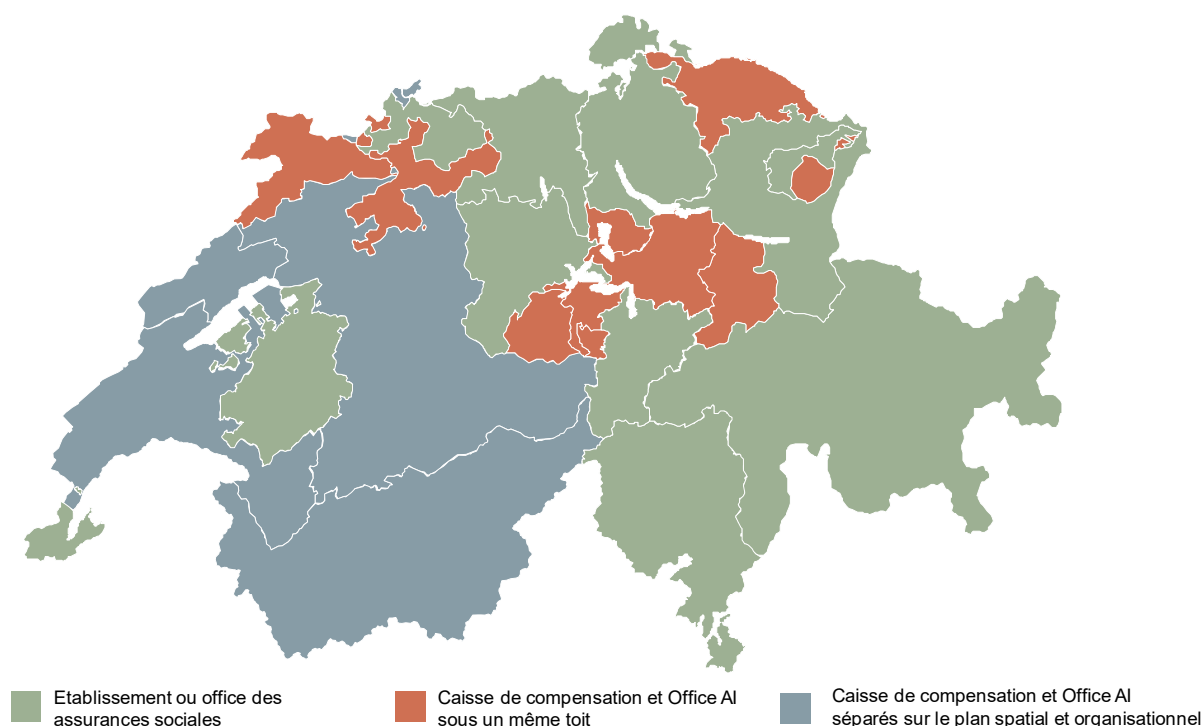 Etablissement ou office des
assurances sociales
Caisse de compensation et Office AI
sous un même toit
Caisse de compensation et Office AI
séparés sur le plan spatial et organisationnel